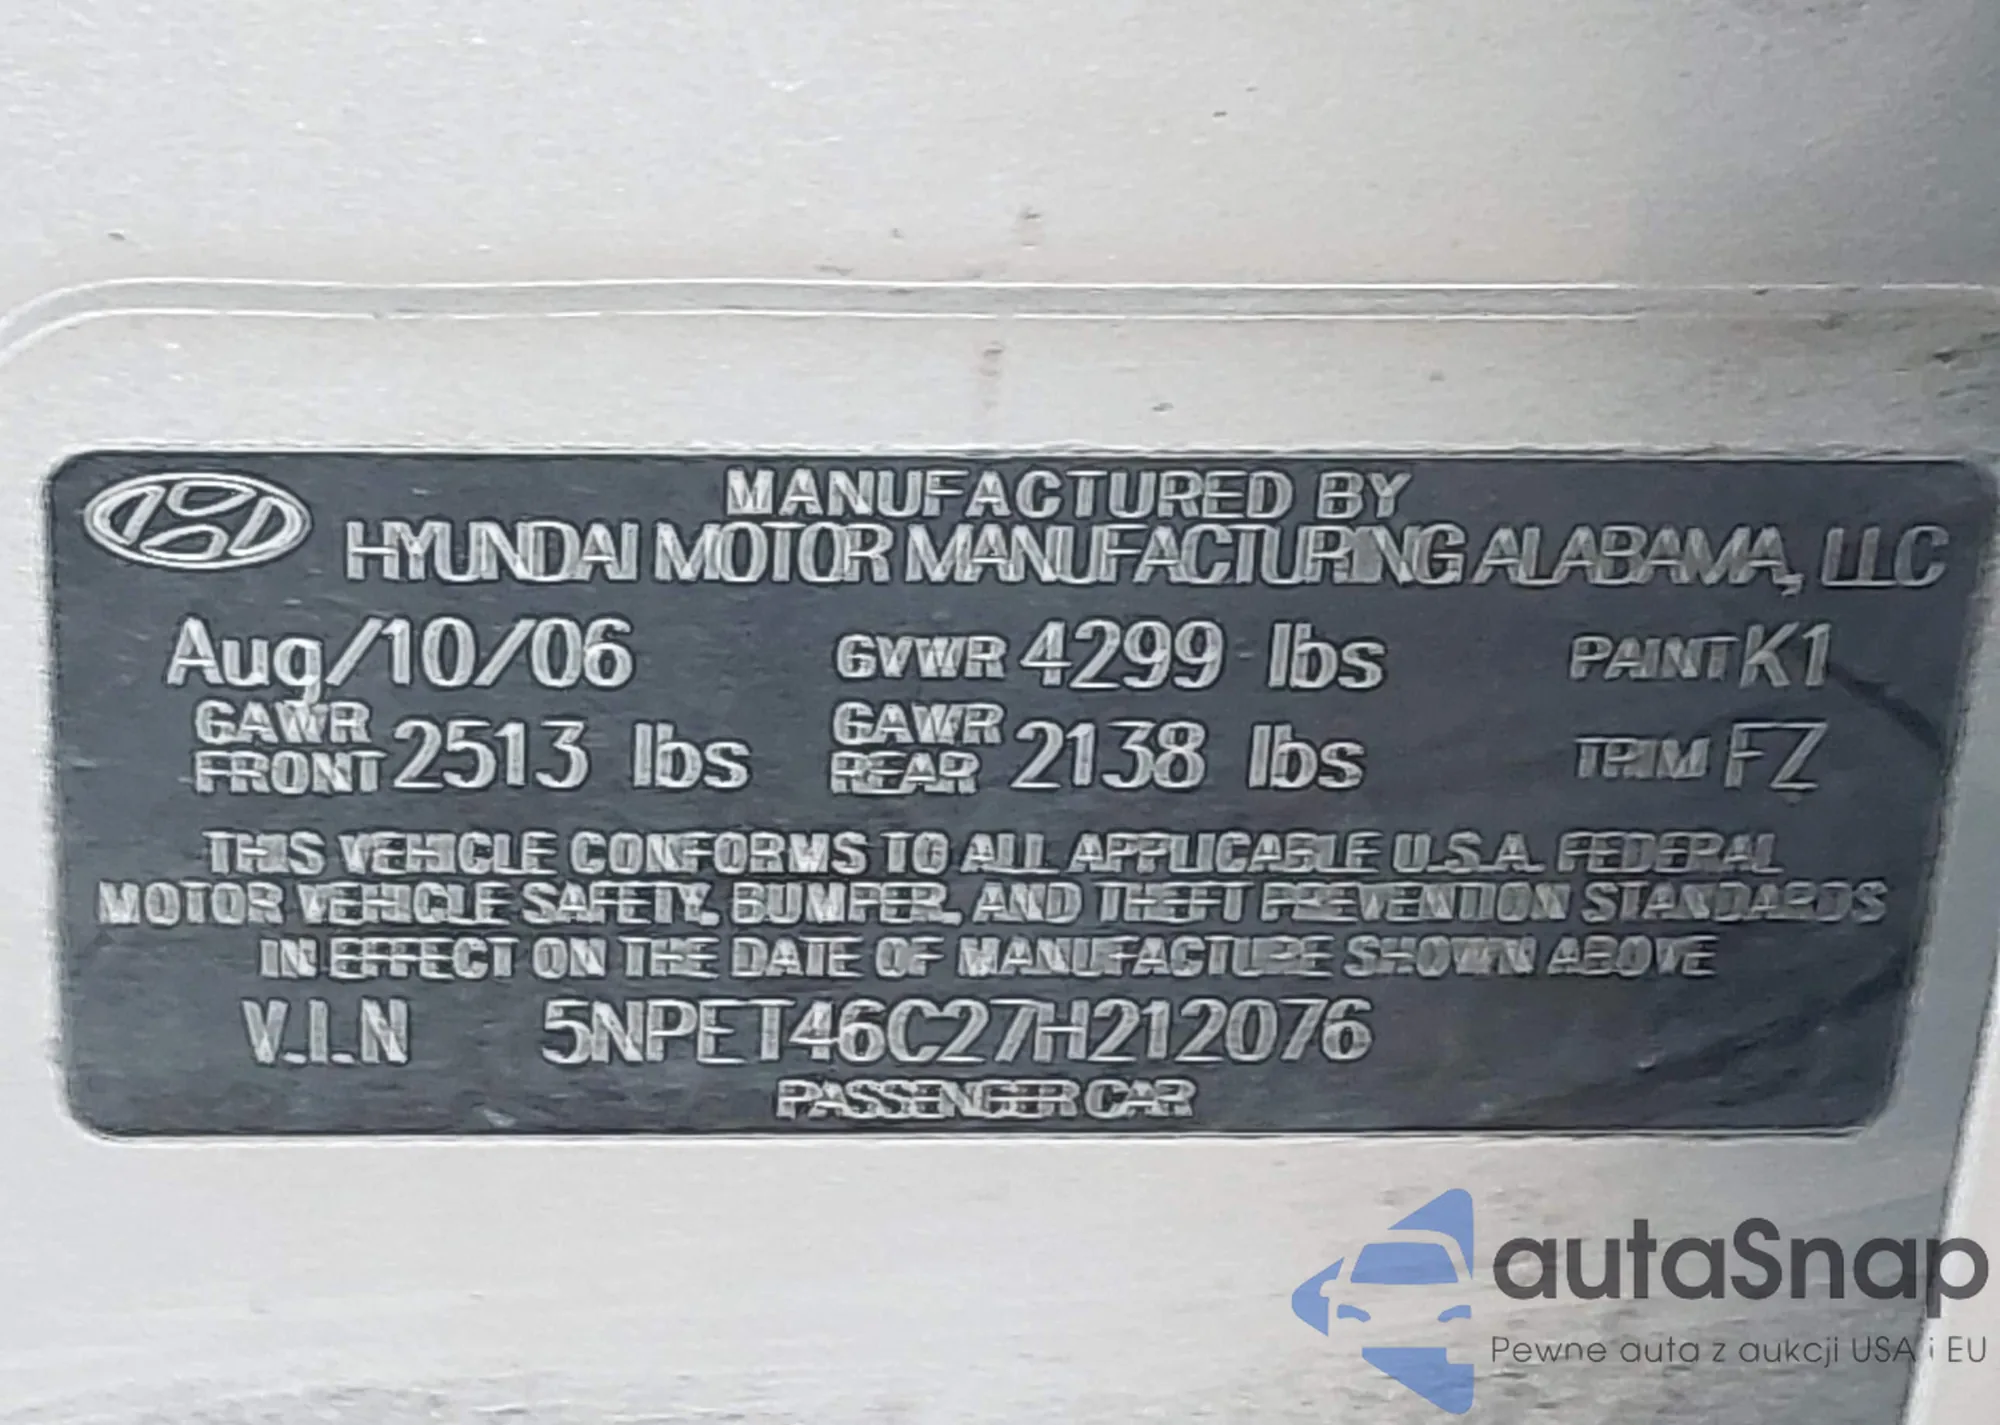 MANUFACTURED BY
HYUNDAI MOTOR MANUFACTURING ALABAMA, LLC
Aug/10/06 GVWR 4299 lbs PAINT K1
GAWR FRONT 2513 lbs GAWR REAR 2138 lbs TRIM FZ
THIS VEHICLE CONFORMS TO ALL APPLICABLE U.S.A. FEDERAL
MOTOR VEHICLE SAFETY, BUMPER, AND THEFT PREVENTION STANDARDS
IN EFFECT ON THE DATE OF MANUFACTURE SHOWN ABOVE
V.I.N 5NPET46C27H212076
PASSENGER CAR
autaSnap
Pewne auta z aukcji USA i EU